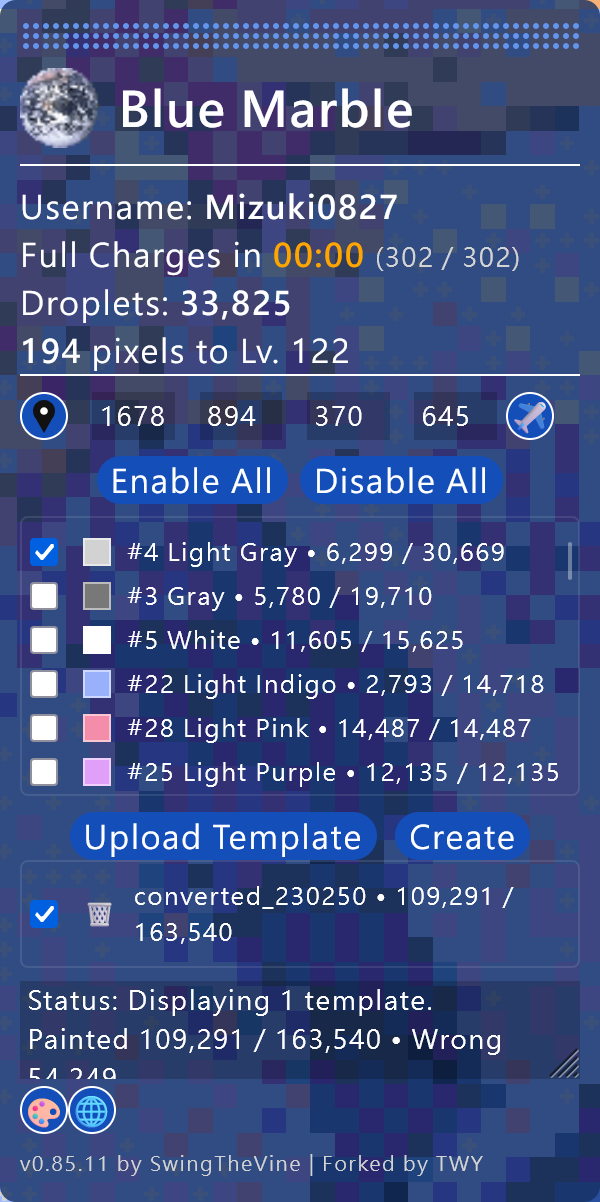 Blue Marble
Username: Mizuki0827
Full Charges in 00:00 (302 / 302)
Droplets: 33,825
194 pixels to Lv. 122
1678 894 370 645
Enable All Disable All
#4 Light Gray • 6,299 / 30,669
#3 Gray • 5,780 / 19,710
#5 White • 11,605 / 15,625
#22 Light Indigo • 2,793 / 14,718
#28 Light Pink • 14,487 / 14,487
#25 Light Purple • 12,135 / 12,135
Upload Template Create
converted_230250 • 109,291 /
163,540
Status: Displaying 1 template.
Painted 109,291 / 163,540 • Wrong
54,249
v0.85.11 by SwingTheVine | Forked by TWY